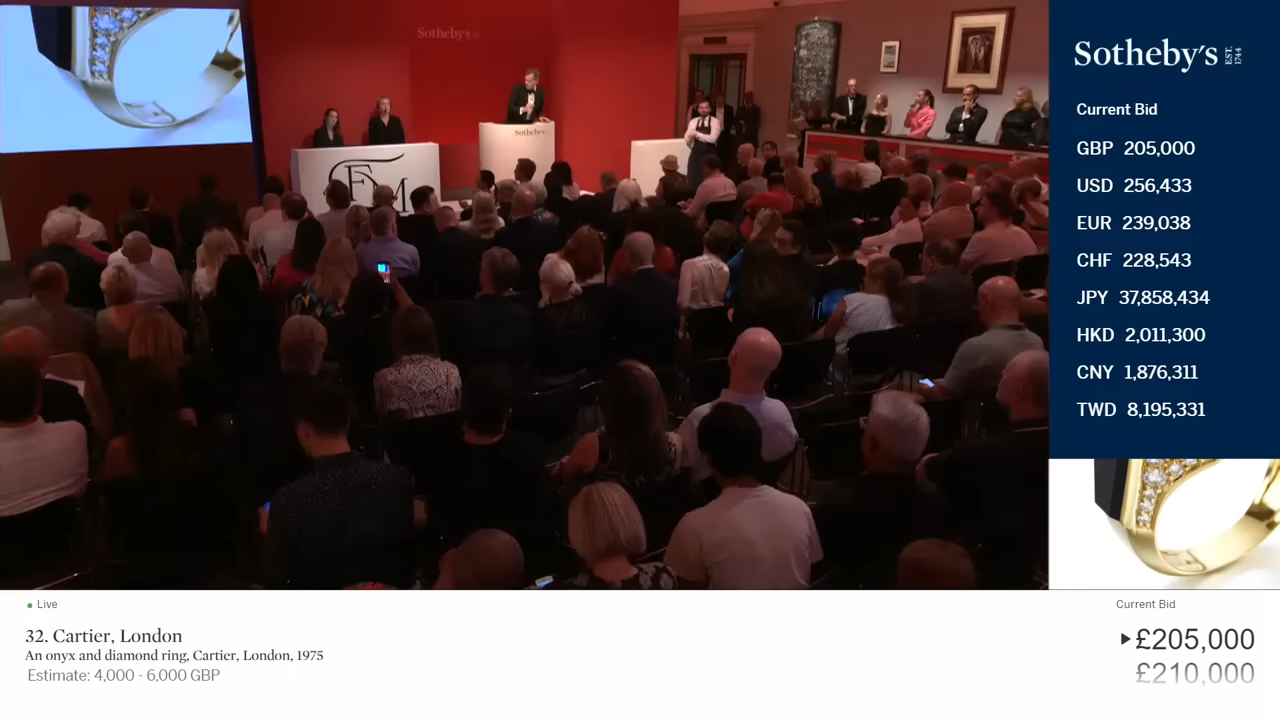 Sotheby's
Sotheby's
FM
Sotheby's EST. 1744
Current Bid
GBP 205,000
USD 256,433
EUR 239,038
CHF 228,543
JPY 37,858,434
HKD 2,011,300
CNY 1,876,311
TWD 8,195,331
Live
32. Cartier, London
An onyx and diamond ring, Cartier, London, 1975
Estimate: 4,000 - 6,000 GBP
Current Bid
£205,000
£210,000